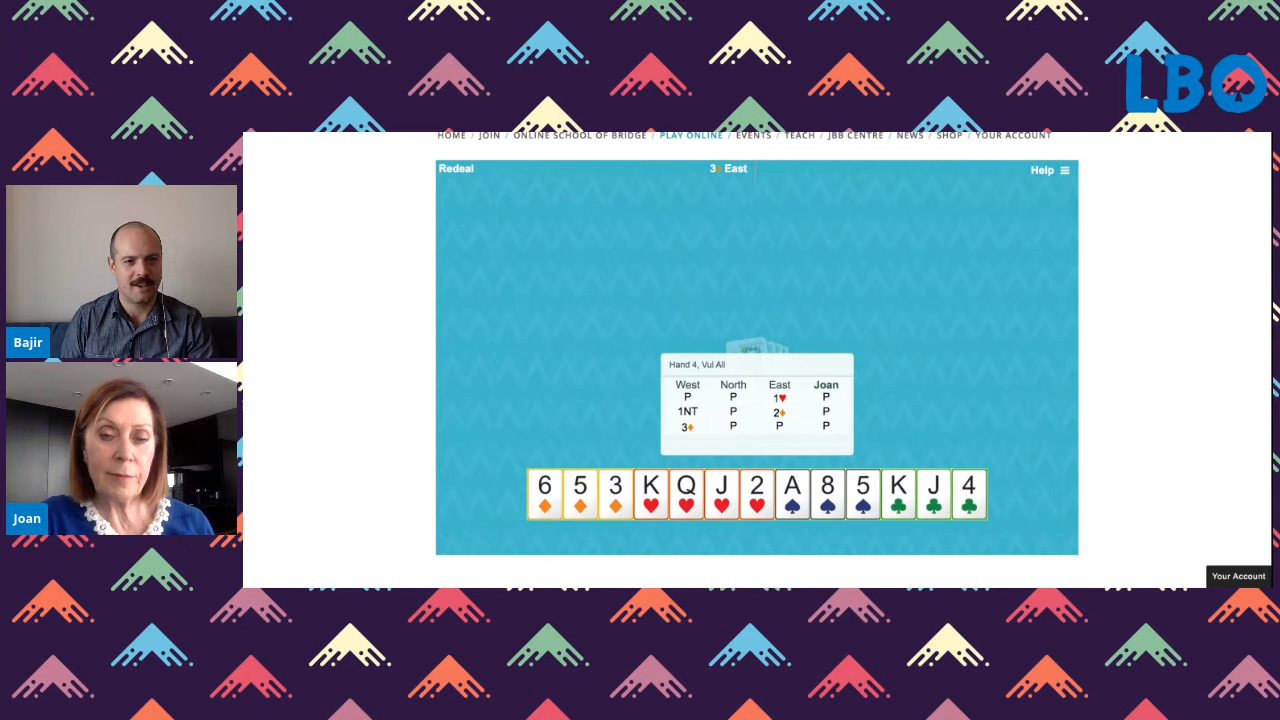 LBO
HOME / JOIN / ONLINE SCHOOL OF BRIDGE / PLAY ONLINE / EVENTS / TEACH / JBB CENTRE / NEWS / SHOP / YOUR ACCOUNT
Redeal 3♦ East Help ≡
Bajir
Joan
Hand 4, Vul All
West North East Joan
P P 1♥ P
1NT P 2♦ P
3♦ P P P
6♦ 5♦ 3♦ K♥ Q♥ J♥ 2♥ A♠ 8♠ 5♠ K♣ J♣ 4♣
Your Account